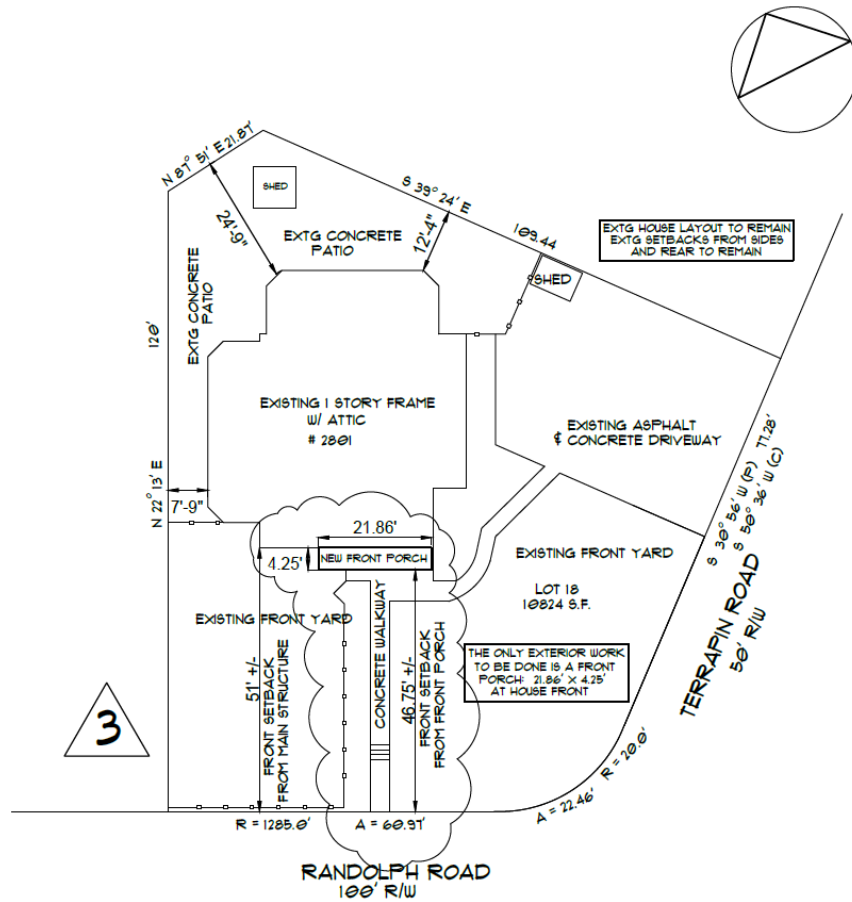 N 87° 51' E 21.87'
SHED
S 39° 24' E
109.44
24'-9"
12'-4"
EXTG CONCRETE
PATIO
EXTG HOUSE LAYOUT TO REMAIN
EXTG SETBACKS FROM SIDES
AND REAR TO REMAIN
SHED
EXTG CONCRETE
PATIO
120'
EXISTING 1 STORY FRAME
W/ ATTIC
# 2801
EXISTING ASPHALT
& CONCRETE DRIVEWAY
S 30° 56' W (P) 77.28'
S 50° 36' W (C)
N 22° 13' E
7'-9"
21.86'
4.25'
NEW FRONT PORCH
EXISTING FRONT YARD
LOT 18
10824 S.F.
TERRAPIN ROAD
50' R/W
EXISTING FRONT YARD
THE ONLY EXTERIOR WORK
TO BE DONE IS A FRONT
PORCH: 21.86' X 4.25'
AT HOUSE FRONT
51' +/-
FRONT SETBACK
FROM MAIN STRUCTURE
CONCRETE WALKWAY
46.75' +/-
FRONT SETBACK
FROM FRONT PORCH
3
R = 20.0'
A = 22.46'
R = 1285.0'
A = 60.97'
RANDOLPH ROAD
100' R/W